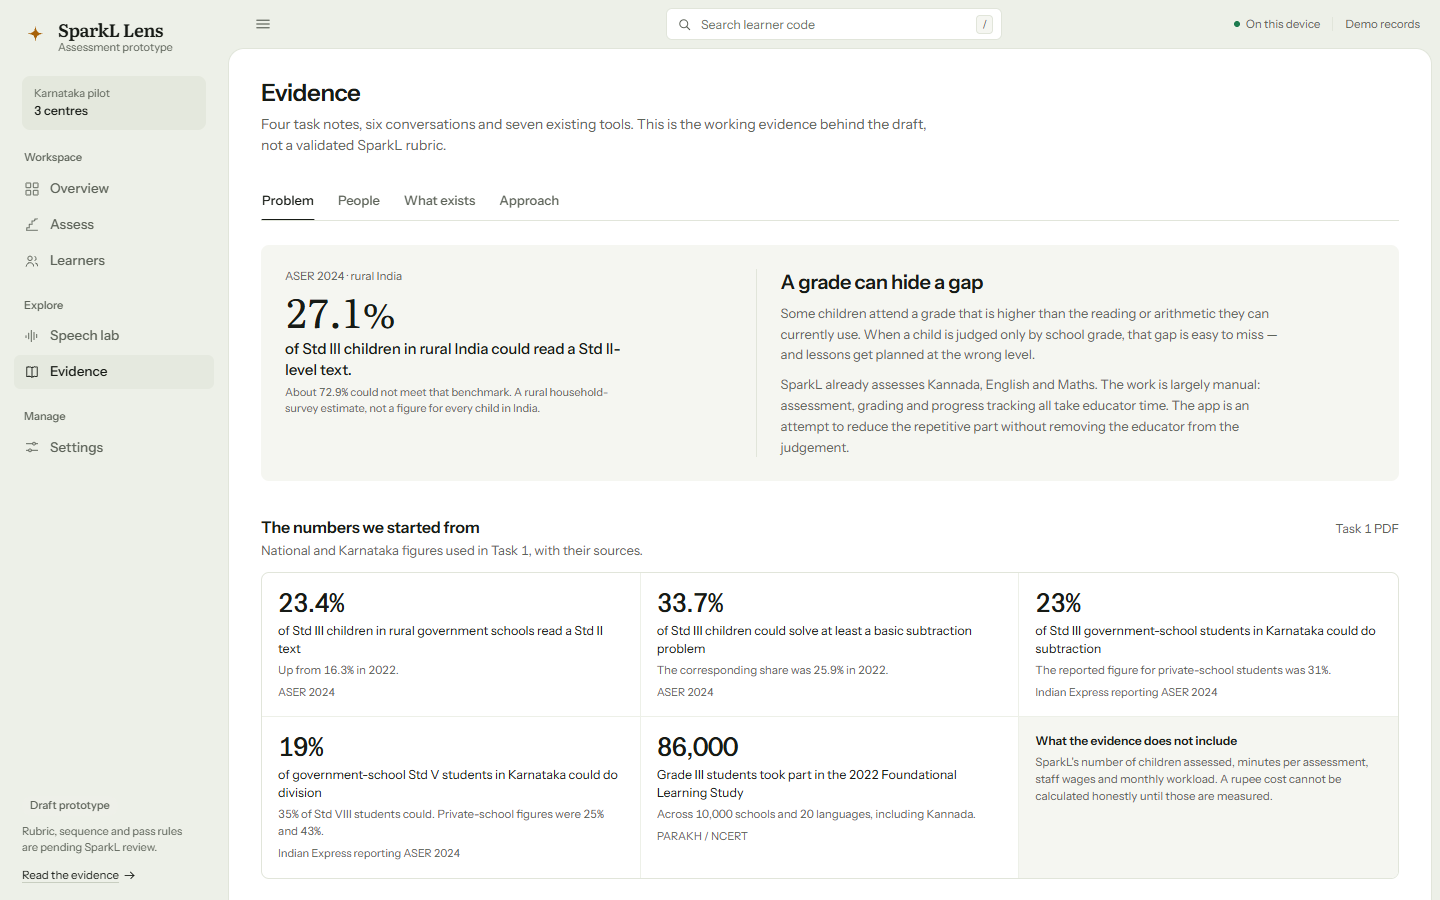 SparkL Lens
Assessment prototype
Karnataka pilot
3 centres
Workspace
Overview
Assess
Learners
Explore
Speech lab
Evidence
Manage
Settings
Draft prototype
Rubric, sequence and pass rules
are pending SparkL review.
Read the evidence →
Search learner code
/
On this device
Demo records
Evidence
Four task notes, six conversations and seven existing tools. This is the working evidence behind the draft,
not a validated SparkL rubric.
Problem
People
What exists
Approach
ASER 2024 · rural India
27.1%
of Std III children in rural India could read a Std II-
level text.
About 72.9% could not meet that benchmark. A rural household-
survey estimate, not a figure for every child in India.
A grade can hide a gap
Some children attend a grade that is higher than the reading or arithmetic they can
currently use. When a child is judged only by school grade, that gap is easy to miss —
and lessons get planned at the wrong level.
SparkL already assesses Kannada, English and Maths. The work is largely manual:
assessment, grading and progress tracking all take educator time. The app is an
attempt to reduce the repetitive part without removing the educator from the
judgement.
The numbers we started from
Task 1 PDF
National and Karnataka figures used in Task 1, with their sources.
23.4%
of Std III children in rural government schools read a Std II
text
Up from 16.3% in 2022.
ASER 2024
33.7%
of Std III children could solve at least a basic subtraction
problem
The corresponding share was 25.9% in 2022.
ASER 2024
23%
of Std III government-school students in Karnataka could do
subtraction
The reported figure for private-school students was 31%.
Indian Express reporting ASER 2024
19%
of government-school Std V students in Karnataka could do
division
35% of Std VIII students could. Private-school figures were 25%
and 43%.
Indian Express reporting ASER 2024
86,000
Grade III students took part in the 2022 Foundational
Learning Study
Across 10,000 schools and 20 languages, including Kannada.
PARAKH / NCERT
What the evidence does not include
SparkL's number of children assessed, minutes per assessment,
staff wages and monthly workload. A rupee cost cannot be
calculated honestly until those are measured.